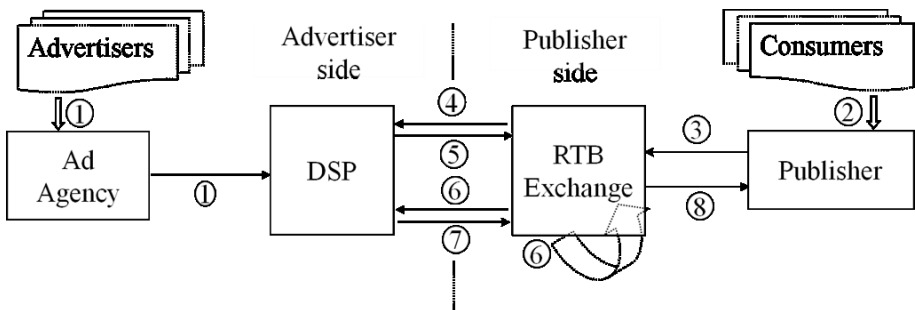 Advertisers
Advertiser
side
Publisher
side
Consumers
①
④
②
Ad
Agency
①
DSP
⑤
⑥
⑦
RTB
Exchange
⑥
③
⑧
Publisher